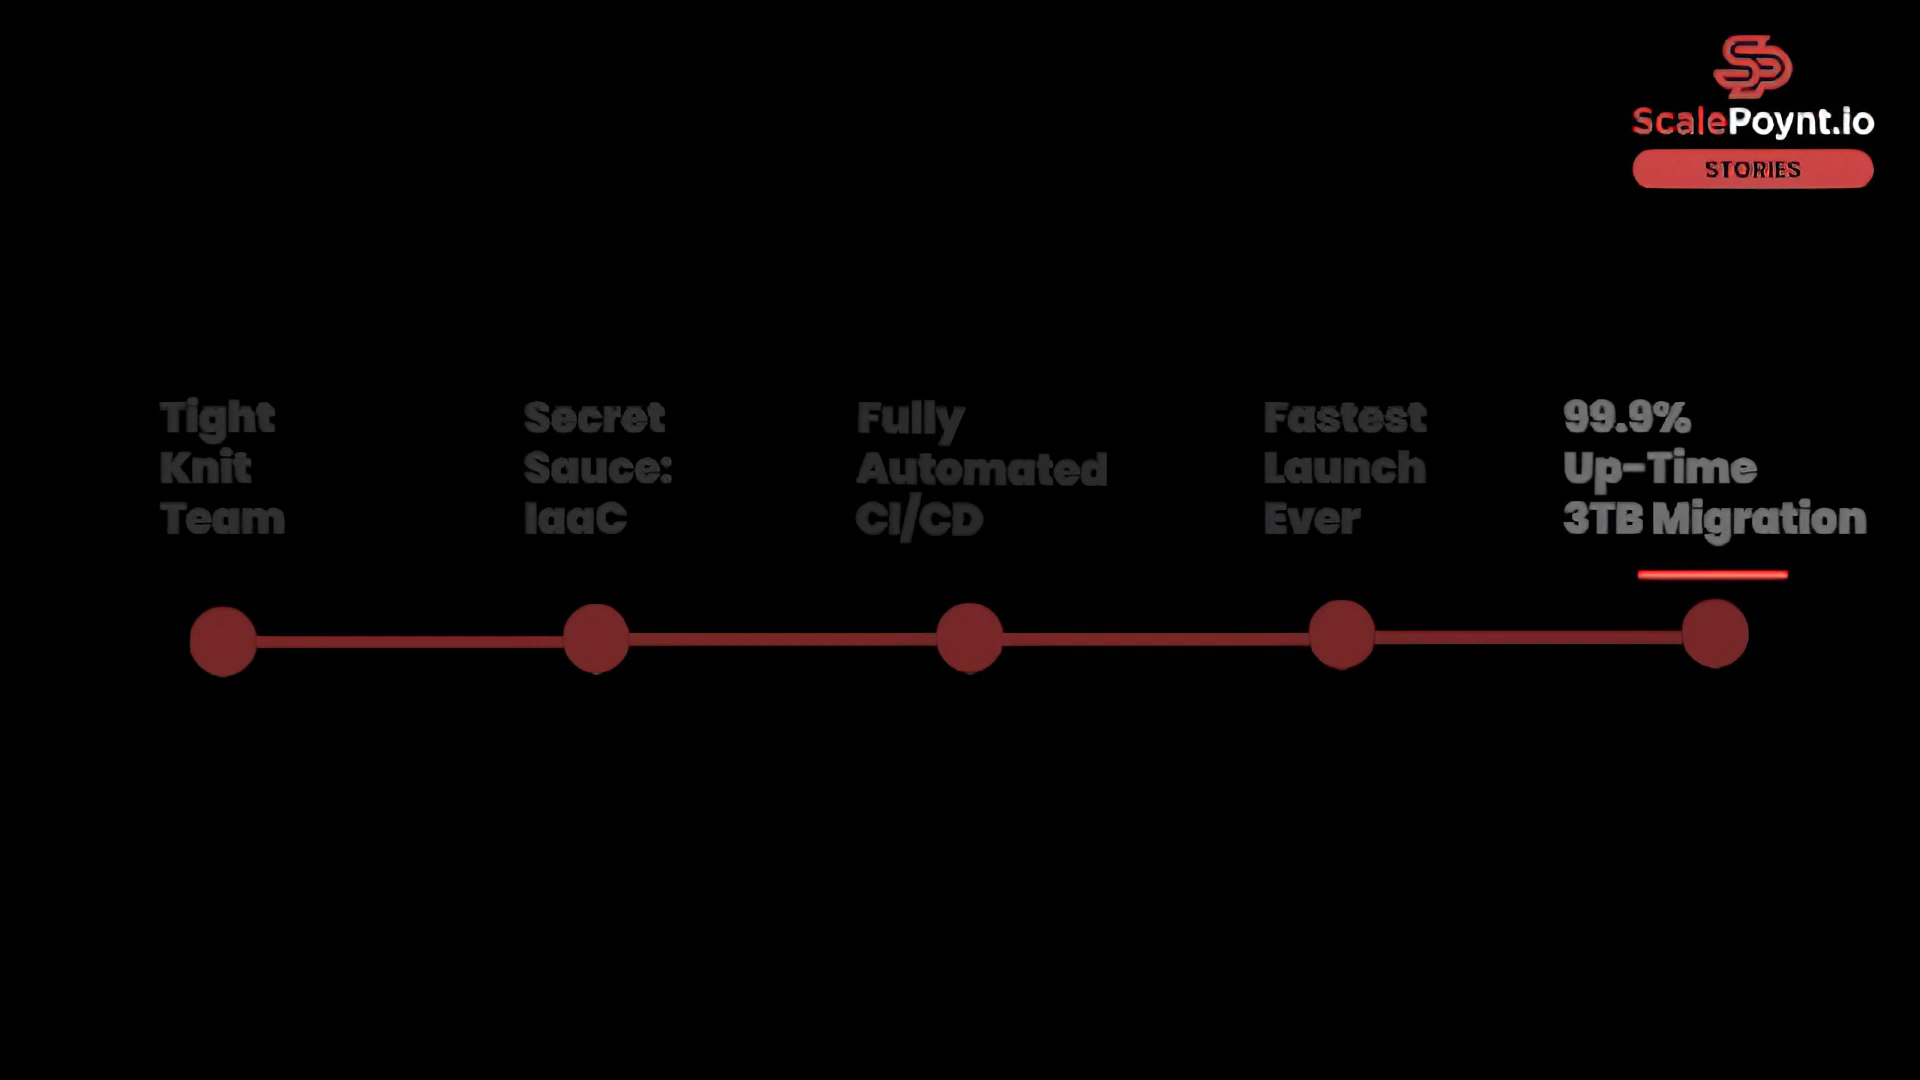 ScalePoynt.io
STORIES
Tight
Knit
Team
Secret
Sauce:
IaaC
Fully
Automated
CI/CD
Fastest
Launch
Ever
99.9%
Up-Time
3TB Migration